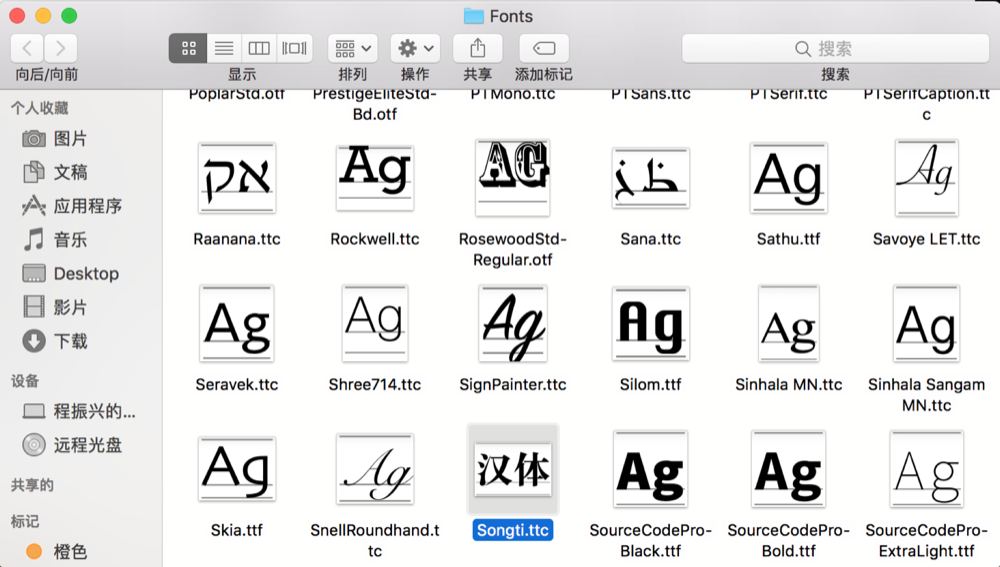 Fonts
搜索
向后/向前
显示
排列
操作
共享
添加标记
搜索
个人收藏
图片
文稿
应用程序
音乐
Desktop
影片
下载
设备
程振兴的...
远程光盘
共享的
标记
橙色
PoplarStd.otf
PrestigeEliteStd-
Bd.otf
PTMono.ttc
PTSans.ttc
PTSerif.ttc
PTSerifCaption.tt
c
אק
Ag
AG
Ag
Ag
Raanana.ttc
Rockwell.ttc
RosewoodStd-
Regular.otf
Sana.ttc
Sathu.ttf
Savoye LET.ttc
Ag
Ag
Ag
Ag
Ag
Ag
Seravek.ttc
Shree714.ttc
SignPainter.ttc
Silom.ttf
Sinhala MN.ttc
Sinhala Sangam
MN.ttc
Ag
Ag
汉体
Ag
Ag
Ag
Skia.ttf
SnellRoundhand.t
tc
Songti.ttc
SourceCodePro-
Black.ttf
SourceCodePro-
Bold.ttf
SourceCodePro-
ExtraLight.ttf